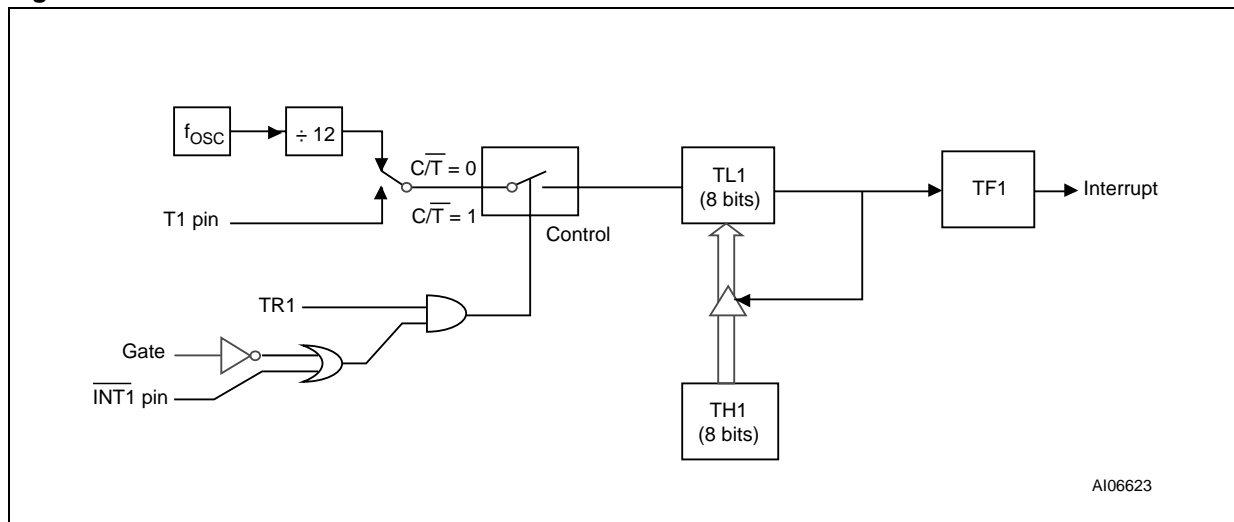 fOSC
÷ 12
C/T̅ = 0
T1 pin
C/T̅ = 1
Control
TL1
(8 bits)
TF1
Interrupt
TR1
Gate
I̅N̅T̅1̅ pin
TH1
(8 bits)
AI06623